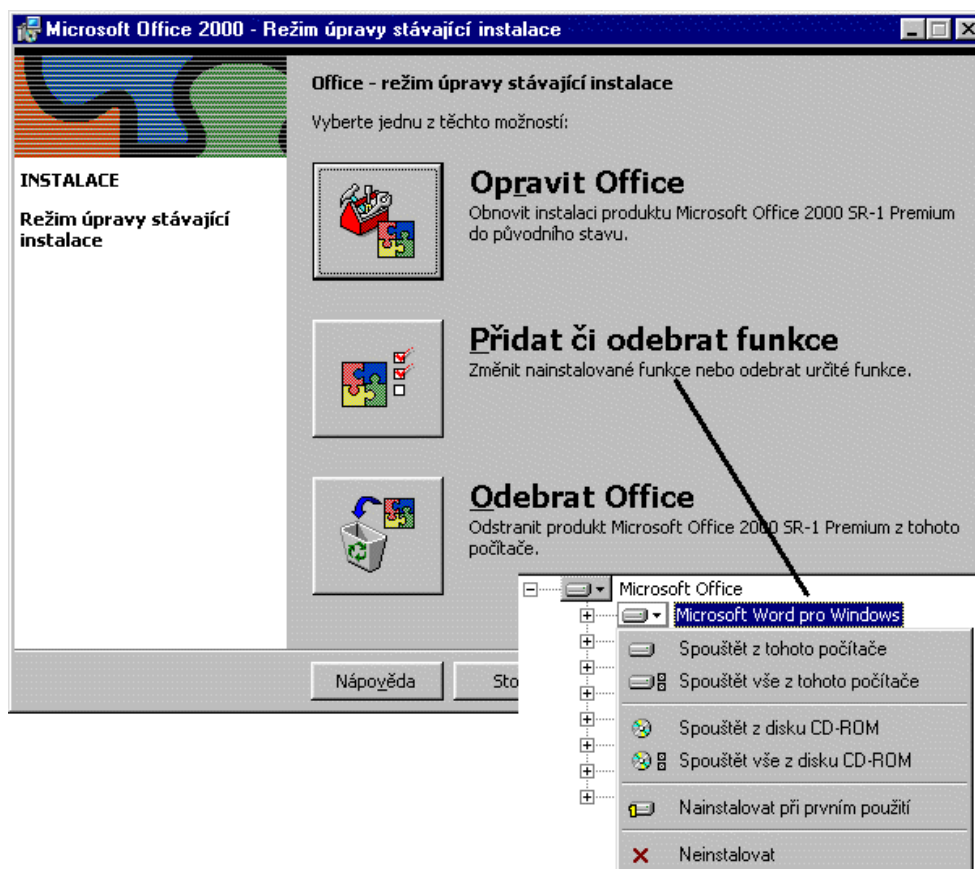 Microsoft Office 2000 - Režim úpravy stávající instalace
Office - režim úpravy stávající instalace
Vyberte jednu z těchto možností:
INSTALACE
Režim úpravy stávající
instalace
Opravit Office
Obnovit instalaci produktu Microsoft Office 2000 SR-1 Premium
do původního stavu.
Přidat či odebrat funkce
Změnit nainstalované funkce nebo odebrat určité funkce.
Odebrat Office
Odstranit produkt Microsoft Office 2000 SR-1 Premium z tohoto
počítače.
Nápověda
Sto
Microsoft Office
Microsoft Word pro Windows
Spouštět z tohoto počítače
Spouštět vše z tohoto počítače
Spouštět z disku CD-ROM
Spouštět vše z disku CD-ROM
Nainstalovat při prvním použití
Neinstalovat